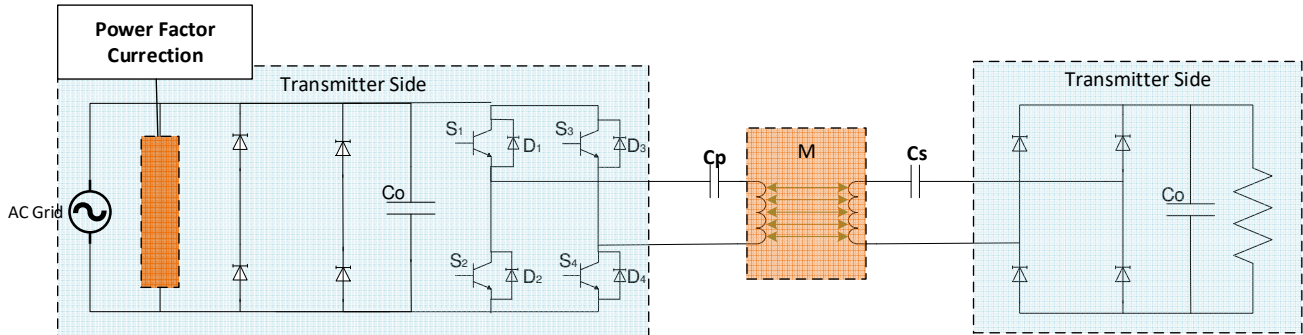 Power Factor
Currection
Transmitter Side
Transmitter Side
S1
D1
S3
D3
Cp
M
Cs
AC Grid
Co
Co
S2
D2
S4
D4